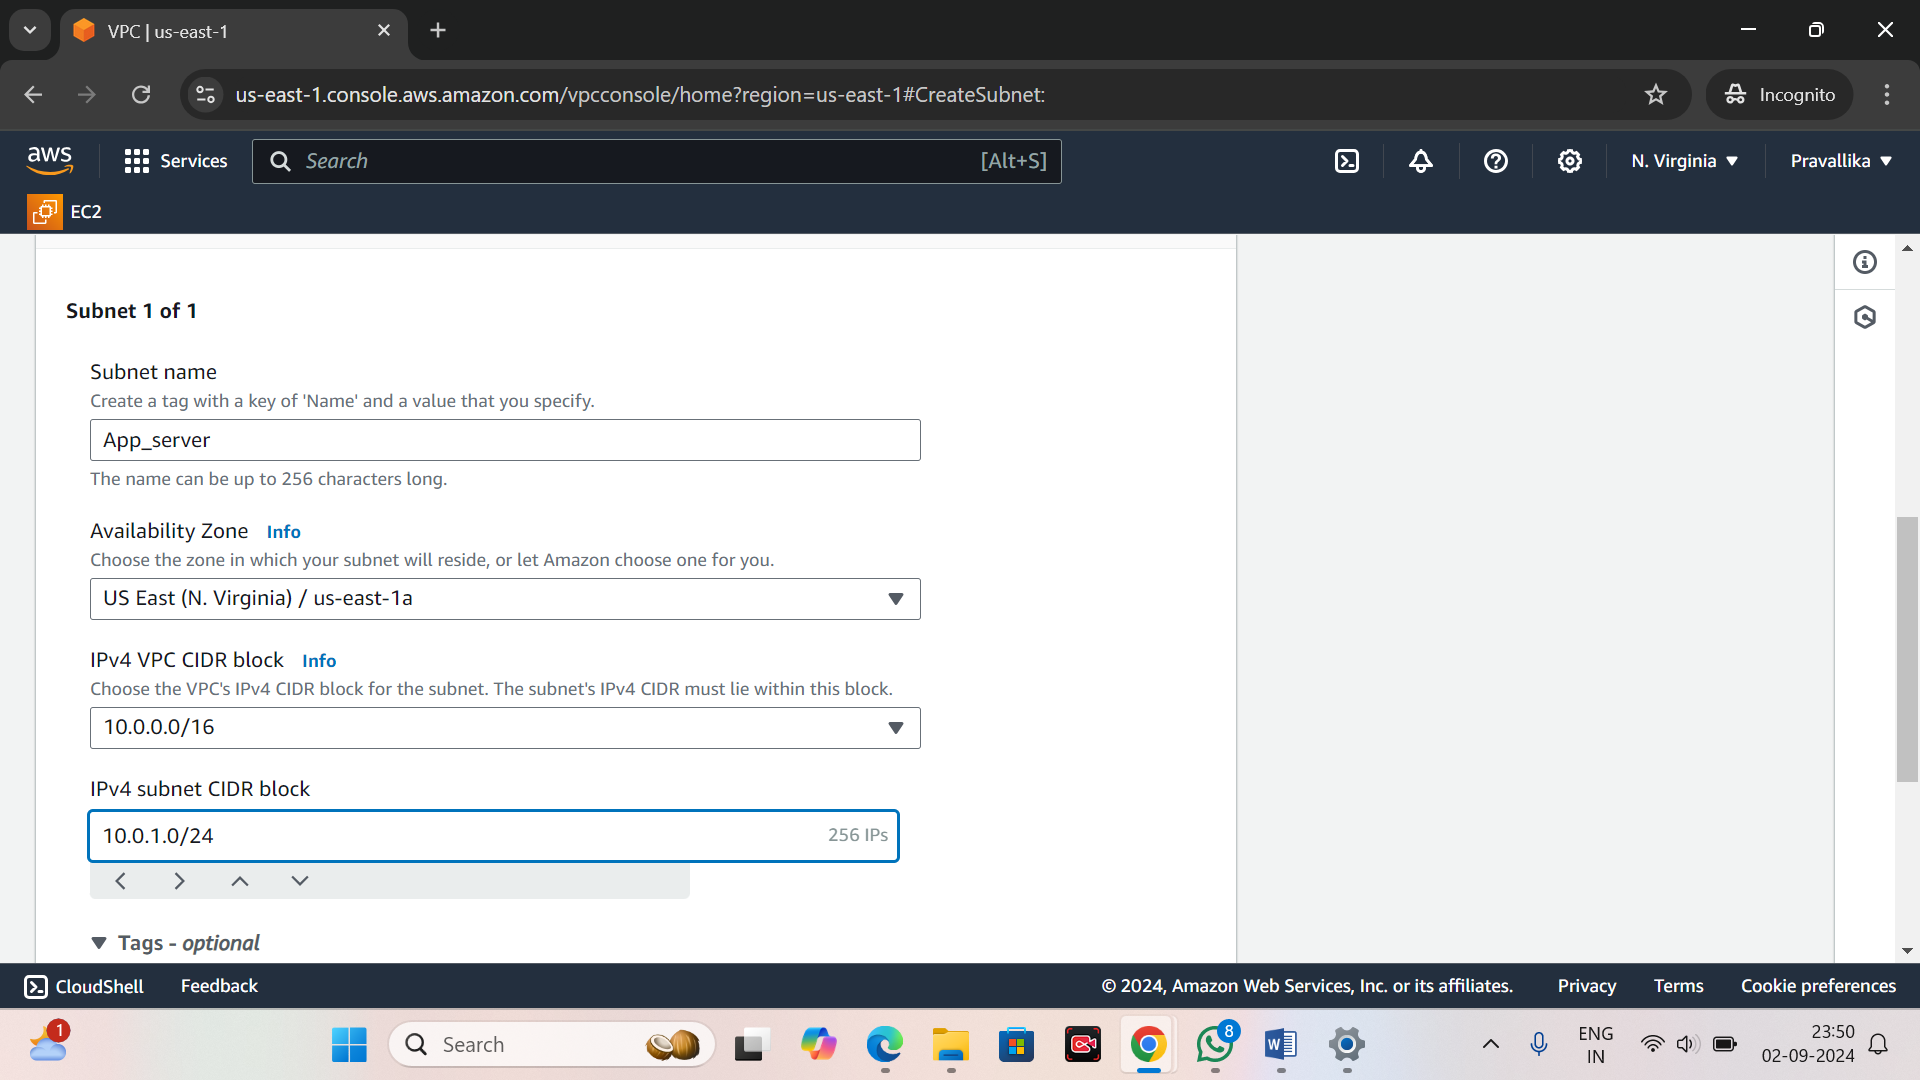 VPC | us-east-1
us-east-1.console.aws.amazon.com/vpcconsole/home?region=us-east-1#CreateSubnet:
Incognito
aws
Services
Search
[Alt+S]
N. Virginia
Pravallika
EC2
Subnet 1 of 1
Subnet name
Create a tag with a key of 'Name' and a value that you specify.
App_server
The name can be up to 256 characters long.
Availability Zone Info
Choose the zone in which your subnet will reside, or let Amazon choose one for you.
US East (N. Virginia) / us-east-1a
IPv4 VPC CIDR block Info
Choose the VPC's IPv4 CIDR block for the subnet. The subnet's IPv4 CIDR must lie within this block.
10.0.0.0/16
IPv4 subnet CIDR block
10.0.1.0/24
256 IPs
Tags - optional
CloudShell
Feedback
© 2024, Amazon Web Services, Inc. or its affiliates.
Privacy
Terms
Cookie preferences
1
Search
8
W
ENG
IN
23:50
02-09-2024